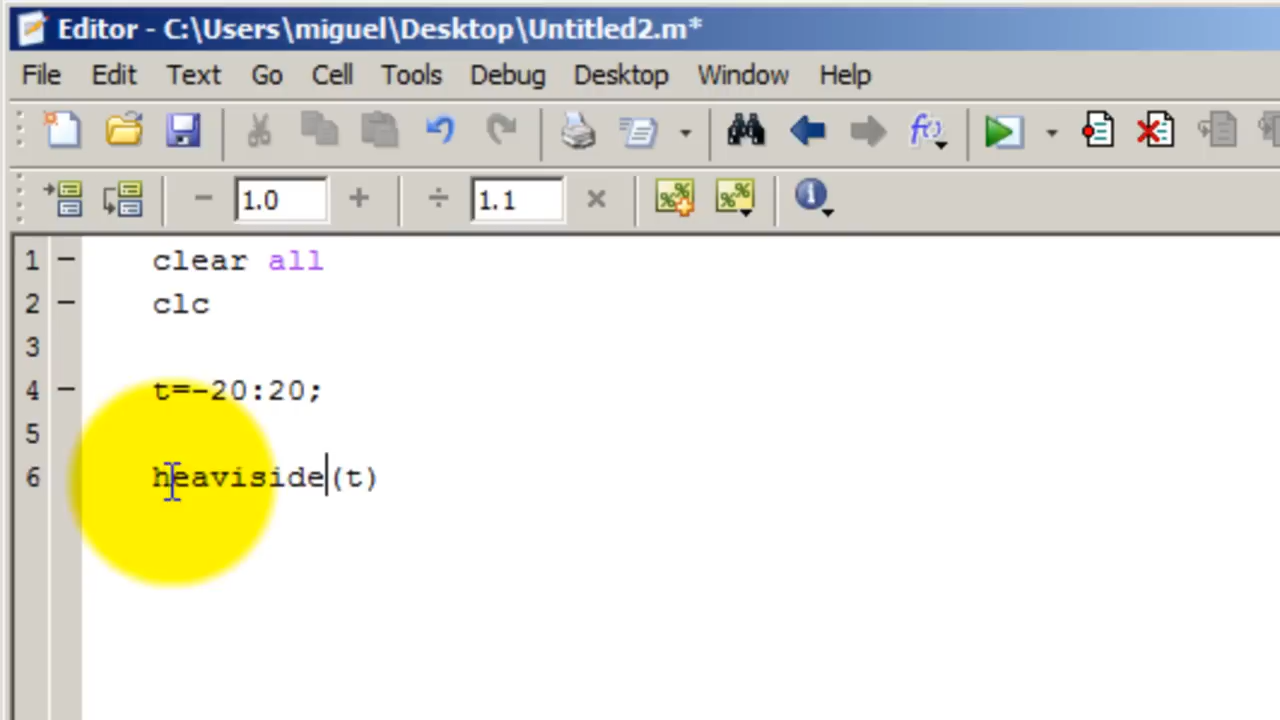 Editor - C:\Users\miguel\Desktop\Untitled2.m*
File Edit Text Go Cell Tools Debug Desktop Window Help
1.0 1.1
1 clear all
2 clc
3
4 t=-20:20;
5
6 heaviside(t)